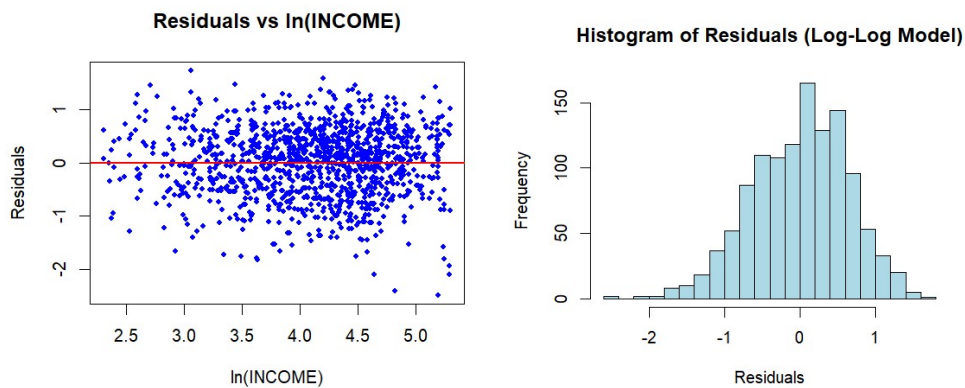 Residuals vs ln(INCOME)
Residuals
1
0
-1
-2
2.5 3.0 3.5 4.0 4.5 5.0
ln(INCOME)
Histogram of Residuals (Log-Log Model)
Frequency
150
100
50
0
-2 -1 0 1
Residuals